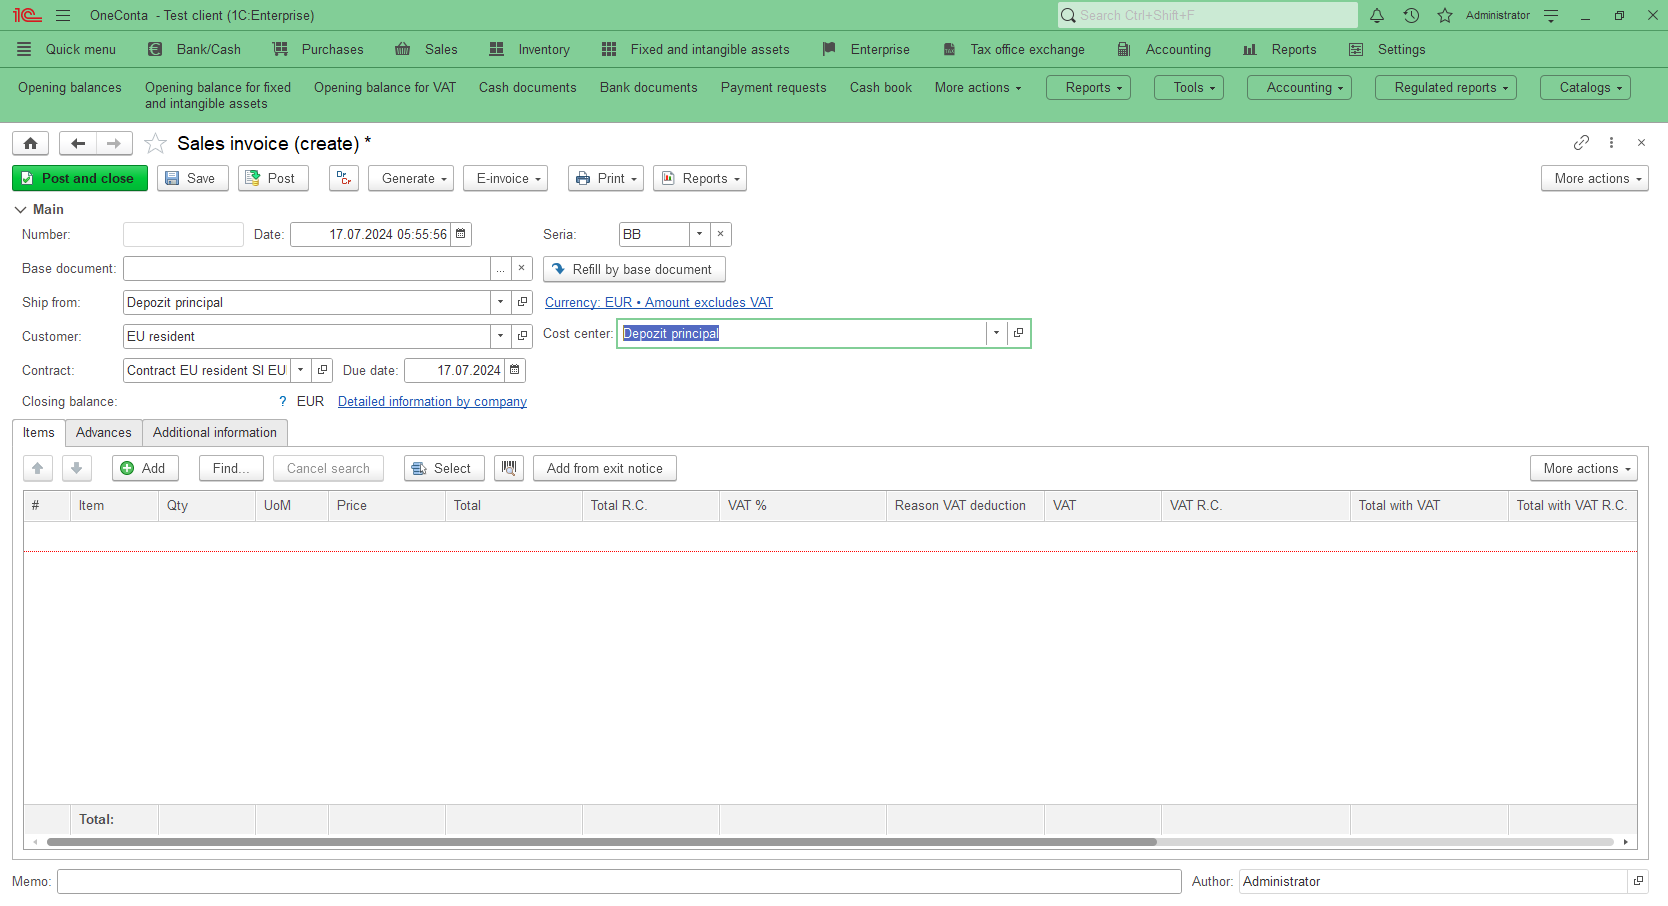 OneConta - Test client (1C:Enterprise)
Search Ctrl+Shift+F
Administrator
Quick menu
Bank/Cash
Purchases
Sales
Inventory
Fixed and intangible assets
Enterprise
Tax office exchange
Accounting
Reports
Settings
Opening balances
Opening balance for fixed
and intangible assets
Opening balance for VAT
Cash documents
Bank documents
Payment requests
Cash book
More actions
Reports
Tools
Accounting
Regulated reports
Catalogs
Sales invoice (create) *
Post and close
Save
Post
Dr
Cr
Generate
E-invoice
Print
Reports
More actions
Main
Number:
Date: 17.07.2024 05:55:56
Seria: BB
Base document:
...
Refill by base document
Ship from: Depozit principal
Currency: EUR • Amount excludes VAT
Customer: EU resident
Cost center: Depozit principal
Contract: Contract EU resident SI EU
Due date: 17.07.2024
Closing balance: ? EUR Detailed information by company
Items
Advances
Additional information
Add
Find...
Cancel search
Select
Add from exit notice
More actions
# Item Qty UoM Price Total Total R.C. VAT % Reason VAT deduction VAT VAT R.C. Total with VAT Total with VAT R.C.
Total:
Memo:
Author: Administrator